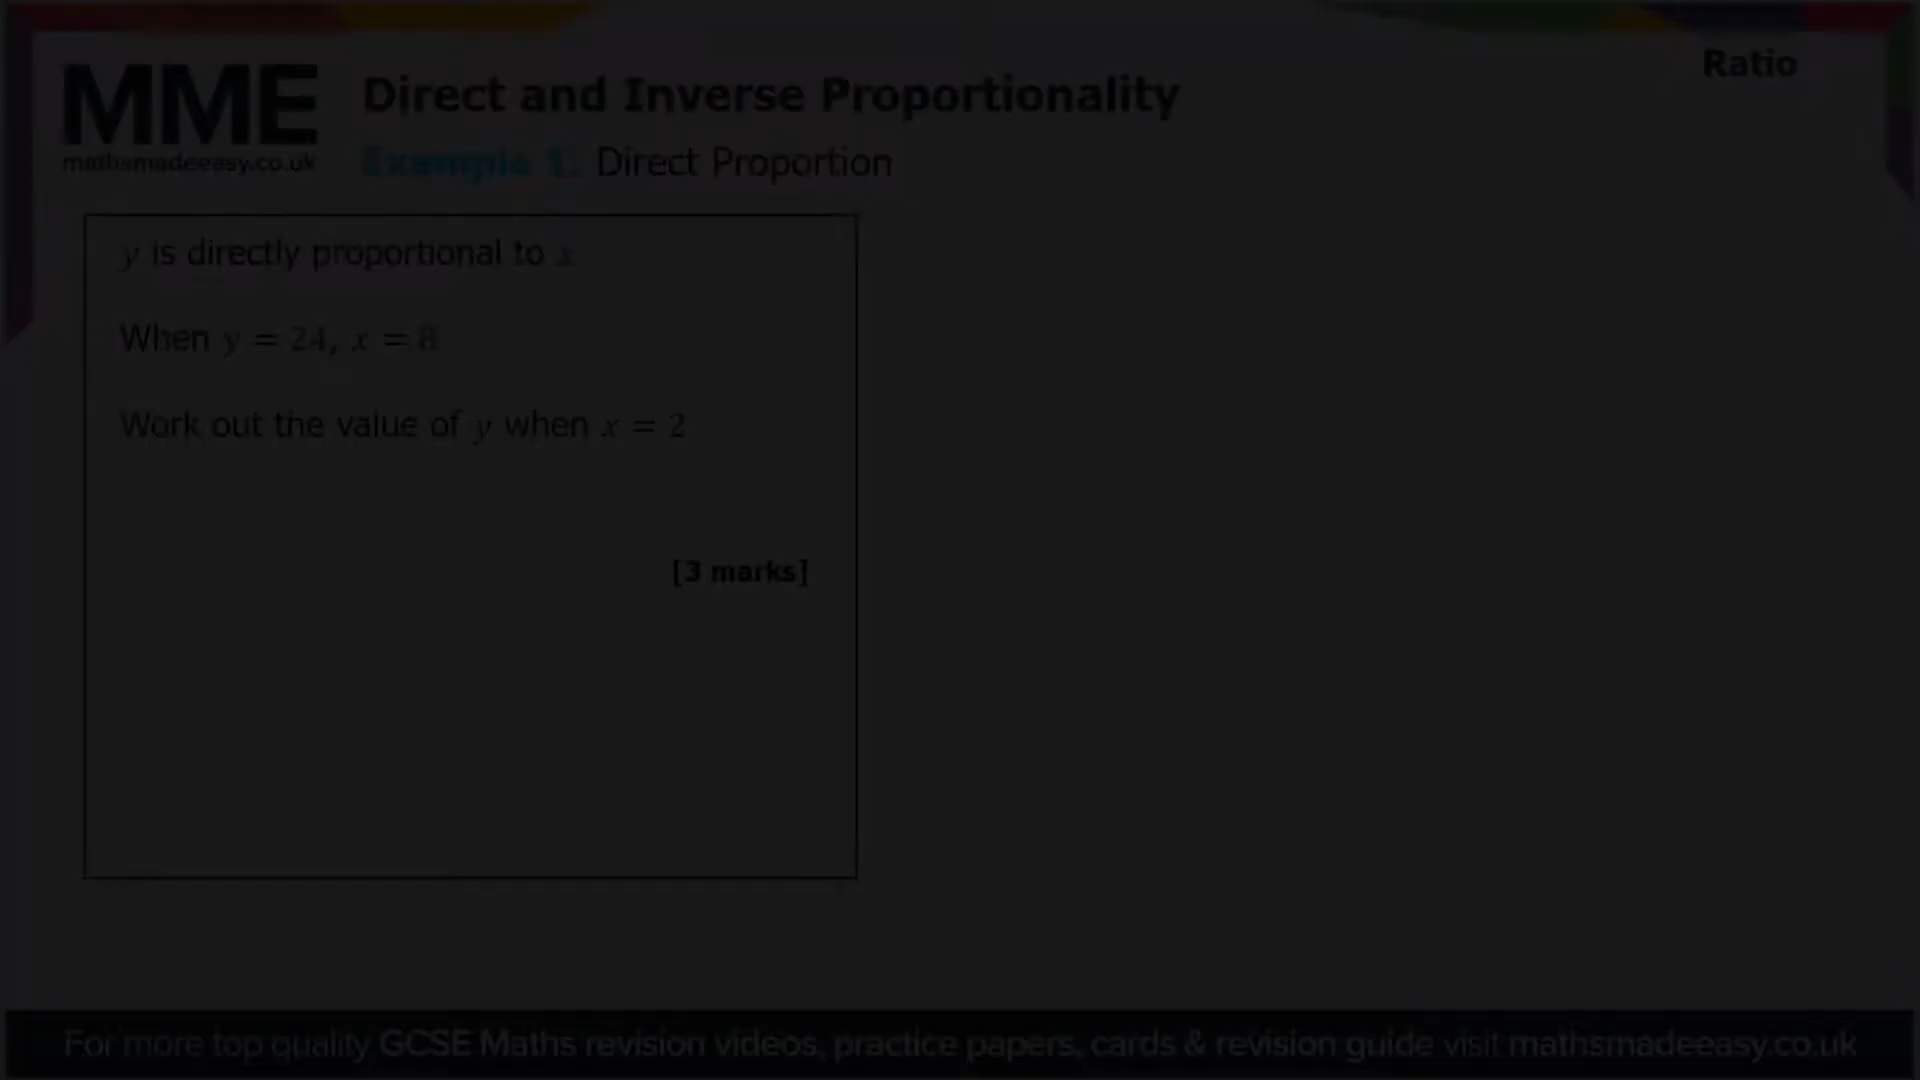 Ratio
MME
mathsmadeeasy.co.uk
Direct and Inverse Proportionality
Example 1: Direct Proportion
y is directly proportional to x
When y = 24, x = 8
Work out the value of y when x = 2
[3 marks]
For more top quality GCSE Maths revision videos, practice papers, cards & revision guide visit mathsmadeeasy.co.uk